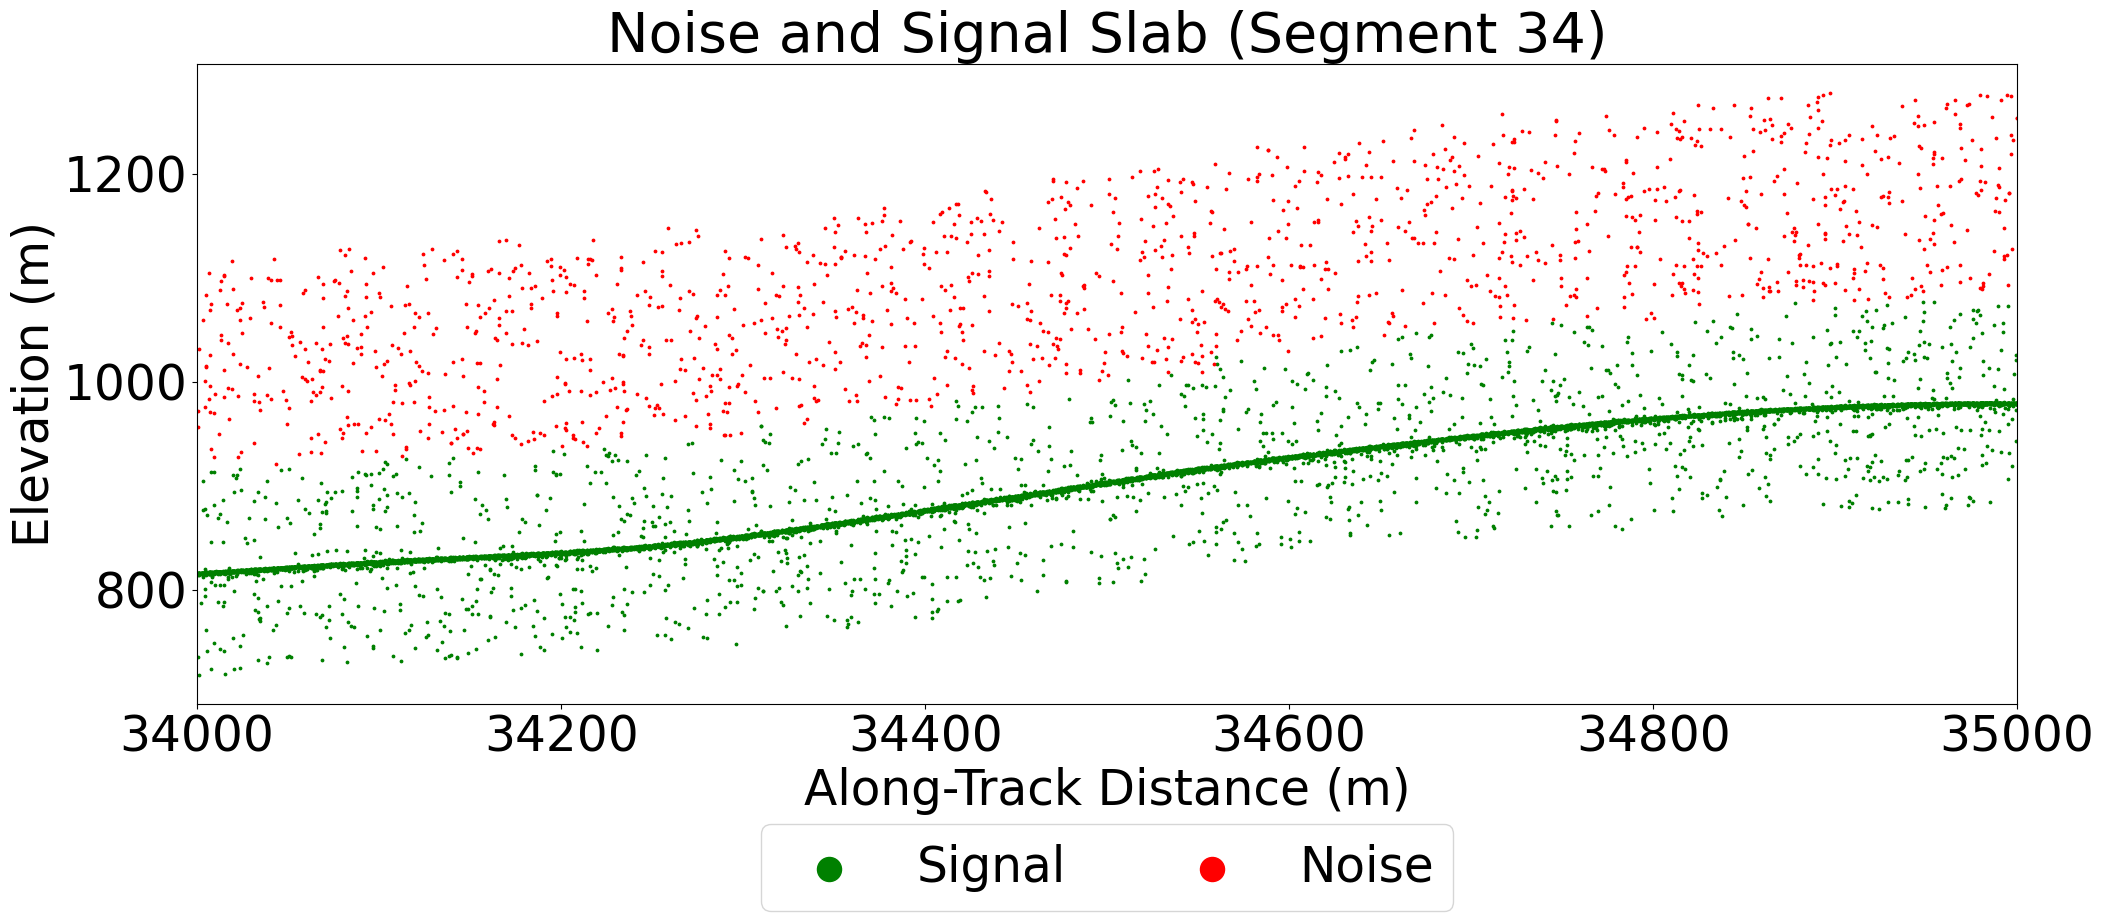 Noise and Signal Slab (Segment 34)
Elevation (m)
1200
1000
800
34000 34200 34400 34600 34800 35000
Along-Track Distance (m)
Signal Noise